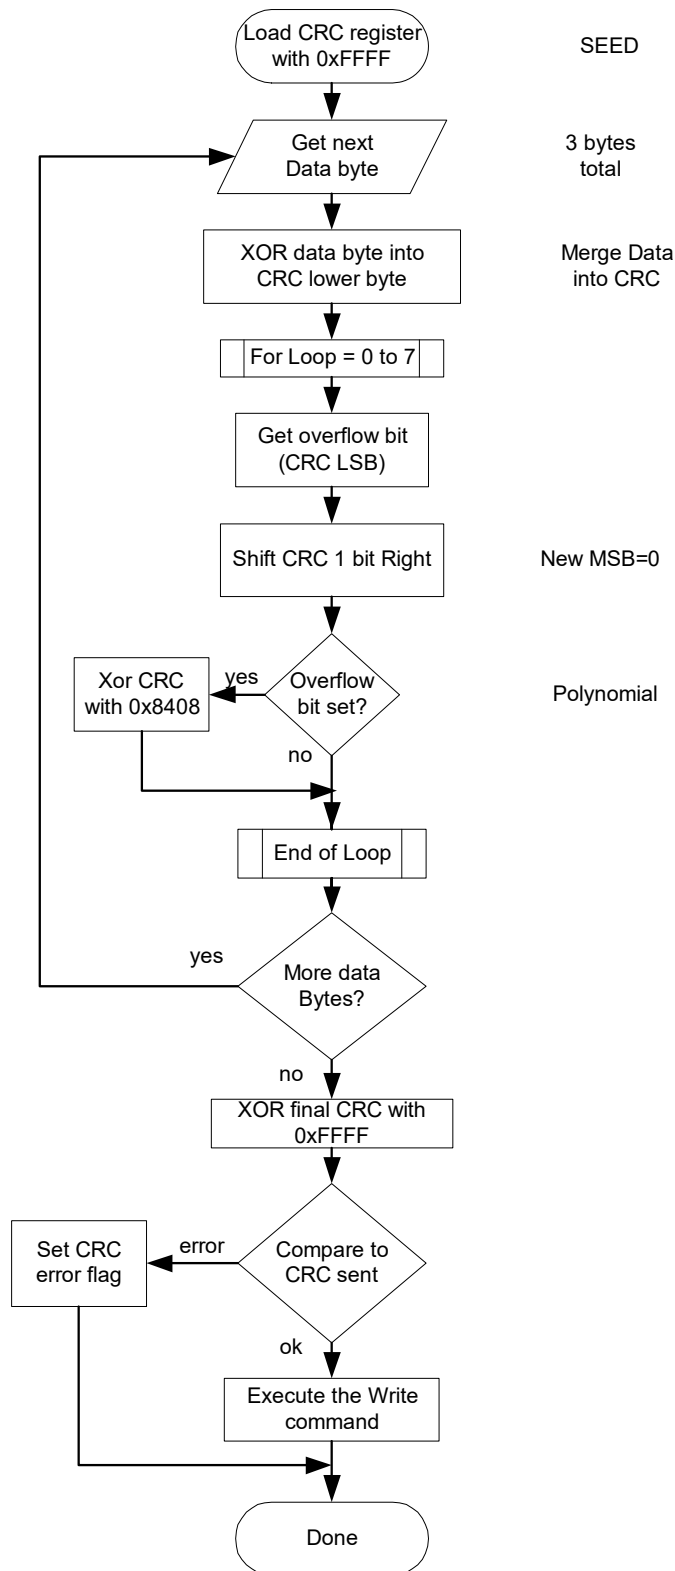 Load CRC register
with 0xFFFF
SEED
Get next
Data byte
3 bytes
total
XOR data byte into
CRC lower byte
Merge Data
into CRC
For Loop = 0 to 7
Get overflow bit
(CRC LSB)
Shift CRC 1 bit Right
New MSB=0
Xor CRC
with 0x8408
yes
Overflow
bit set?
Polynomial
no
End of Loop
yes
More data
Bytes?
no
XOR final CRC with
0xFFFF
Set CRC
error flag
error
Compare to
CRC sent
ok
Execute the Write
command
Done